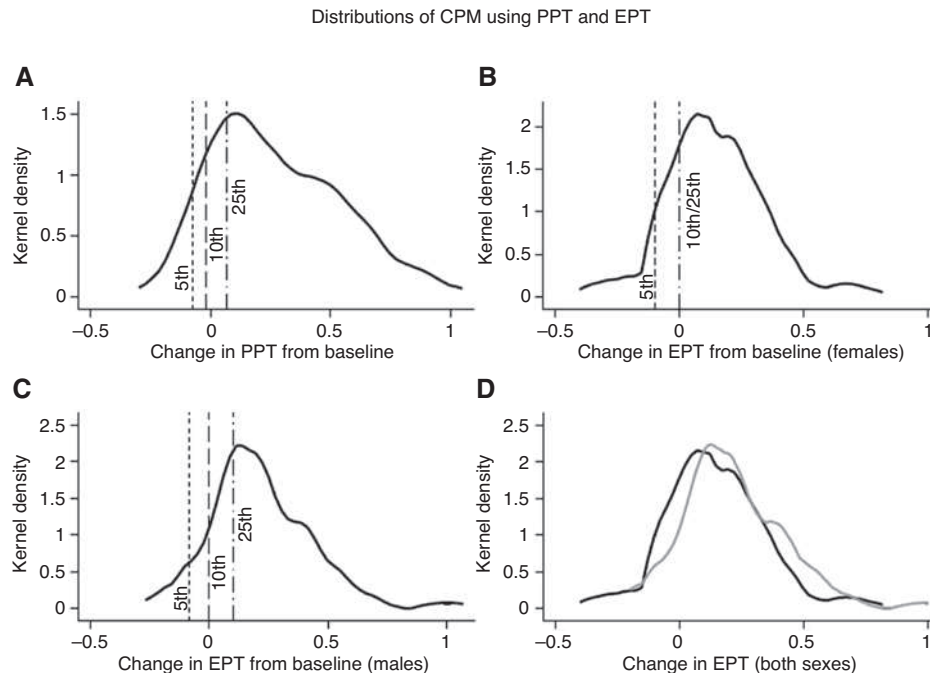 Distributions of CPM using PPT and EPT
A
Kernel density
1.5
1
0.5
0
5th
10th
25th
−0.5
0
0.5
1
Change in PPT from baseline
B
Kernel density
2
1.5
1
0.5
0
5th
10th/25th
−0.5
0
0.5
1
Change in EPT from baseline (females)
C
Kernel density
2.5
2
1.5
1
0.5
0
5th
10th
25th
−0.5
0
0.5
1
Change in EPT from baseline (males)
D
Kernel density
2.5
2
1.5
1
0.5
0
−0.5
0
0.5
1
Change in EPT (both sexes)